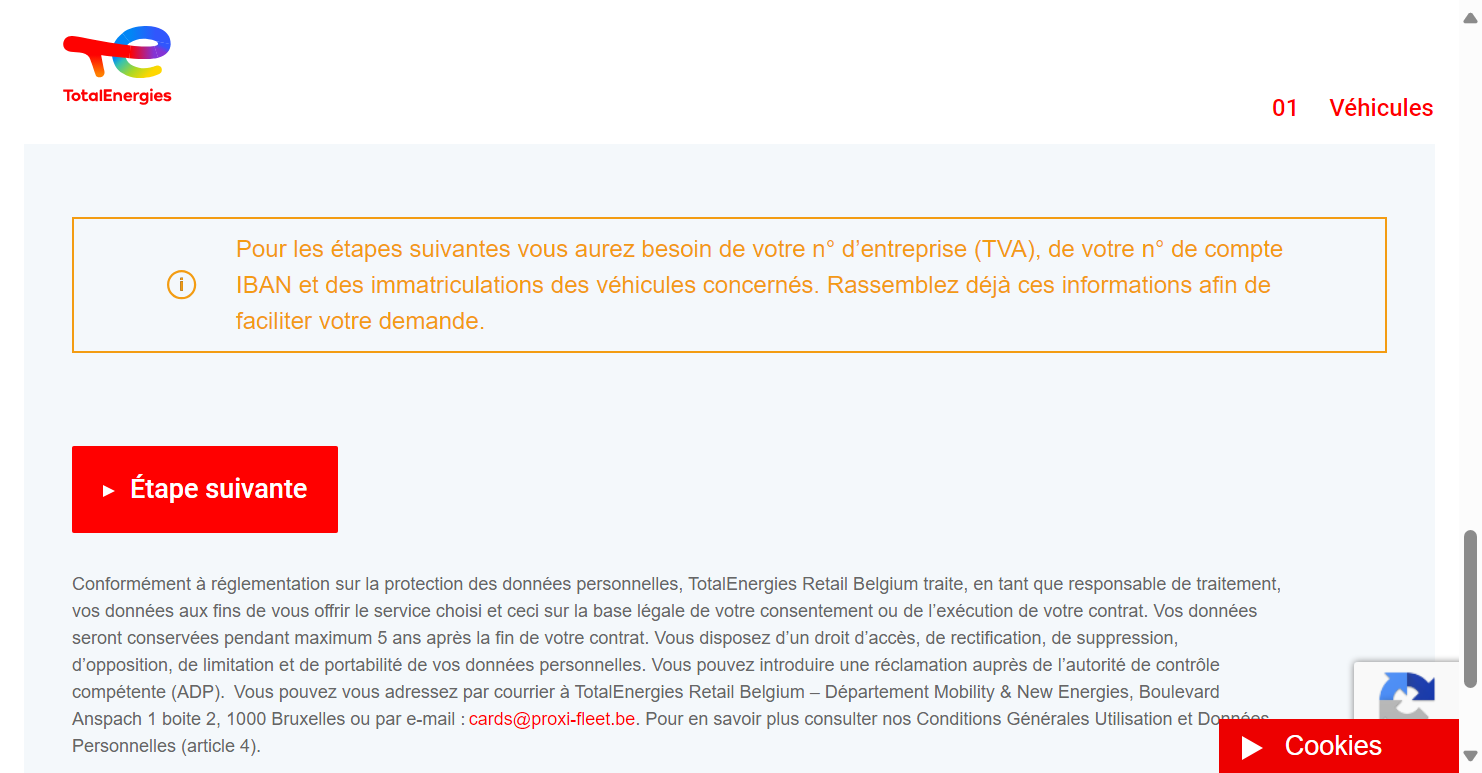 TotalEnergies
01 Véhicules
Pour les étapes suivantes vous aurez besoin de votre n° d’entreprise (TVA), de votre n° de compte
IBAN et des immatriculations des véhicules concernés. Rassemblez déjà ces informations afin de
faciliter votre demande.
Étape suivante
Conformément à réglementation sur la protection des données personnelles, TotalEnergies Retail Belgium traite, en tant que responsable de traitement,
vos données aux fins de vous offrir le service choisi et ceci sur la base légale de votre consentement ou de l’exécution de votre contrat. Vos données
seront conservées pendant maximum 5 ans après la fin de votre contrat. Vous disposez d’un droit d’accès, de rectification, de suppression,
d’opposition, de limitation et de portabilité de vos données personnelles. Vous pouvez introduire une réclamation auprès de l’autorité de contrôle
compétente (ADP).  Vous pouvez vous adressez par courrier à TotalEnergies Retail Belgium – Département Mobility & New Energies, Boulevard
Anspach 1 boite 2, 1000 Bruxelles ou par e-mail : cards@proxi-fleet.be. Pour en savoir plus consulter nos Conditions Générales Utilisation et Données
Personnelles (article 4).
Cookies